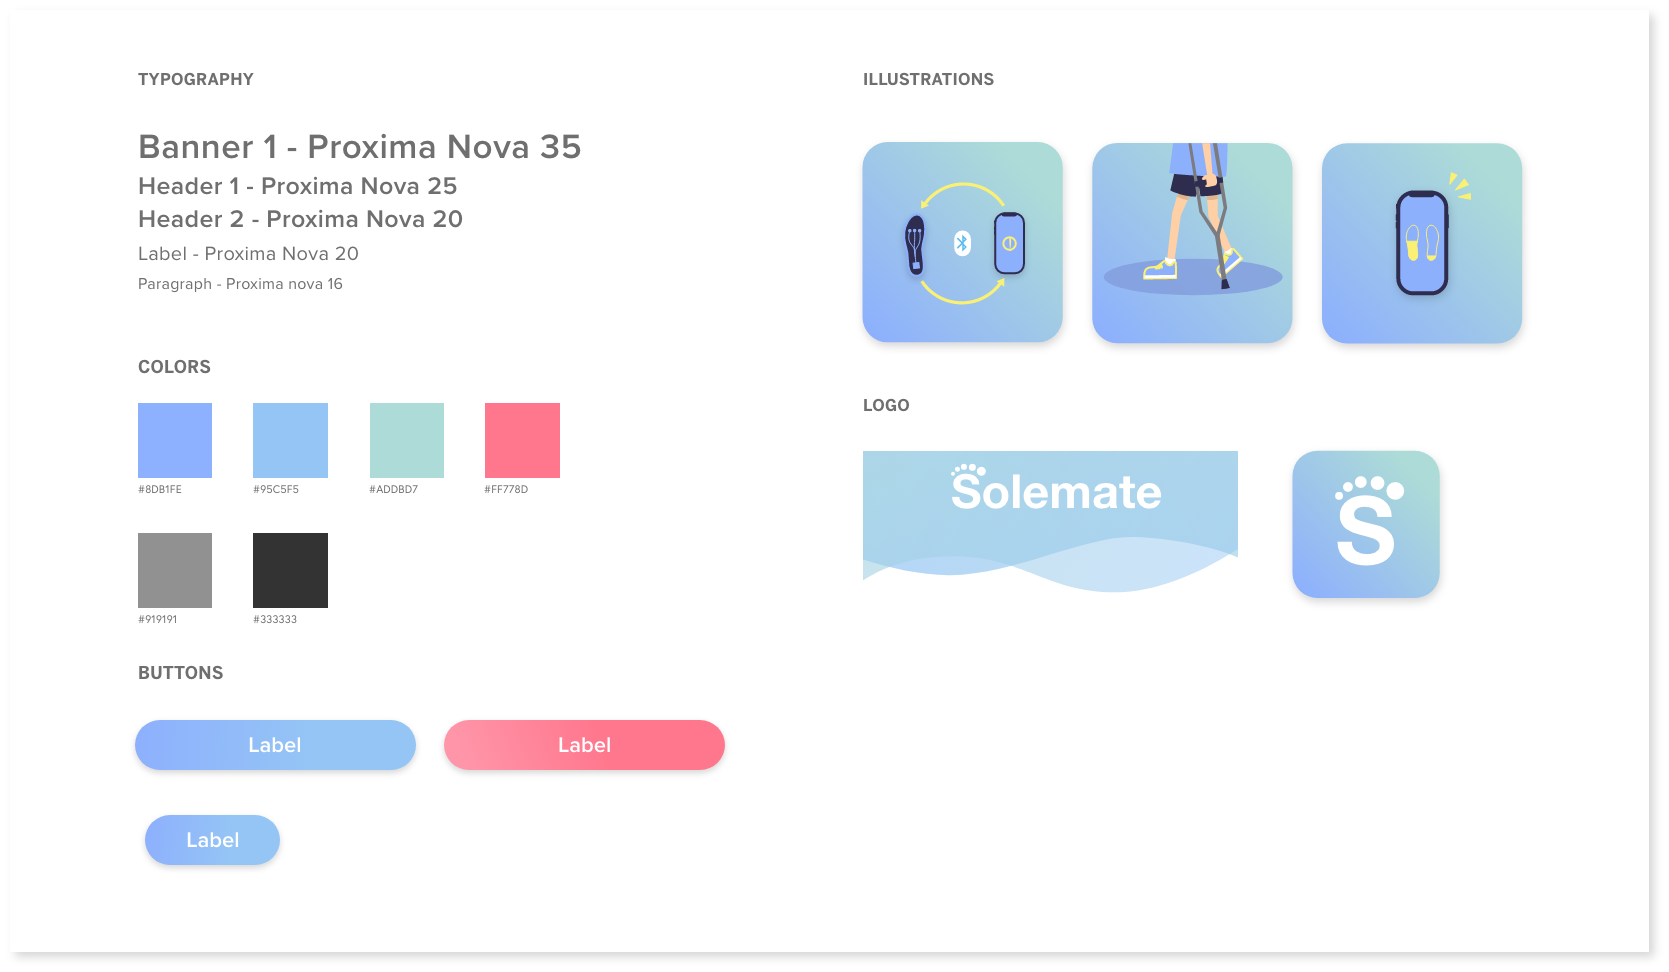 TYPOGRAPHY
Banner 1 - Proxima Nova 35
Header 1 - Proxima Nova 25
Header 2 - Proxima Nova 20
Label - Proxima Nova 20
Paragraph - Proxima nova 16
COLORS
#8DB1FE
#95C5F5
#ADDBD7
#FF778D
#919191
#333333
BUTTONS
Label
Label
Label
ILLUSTRATIONS
LOGO
Solemate
S